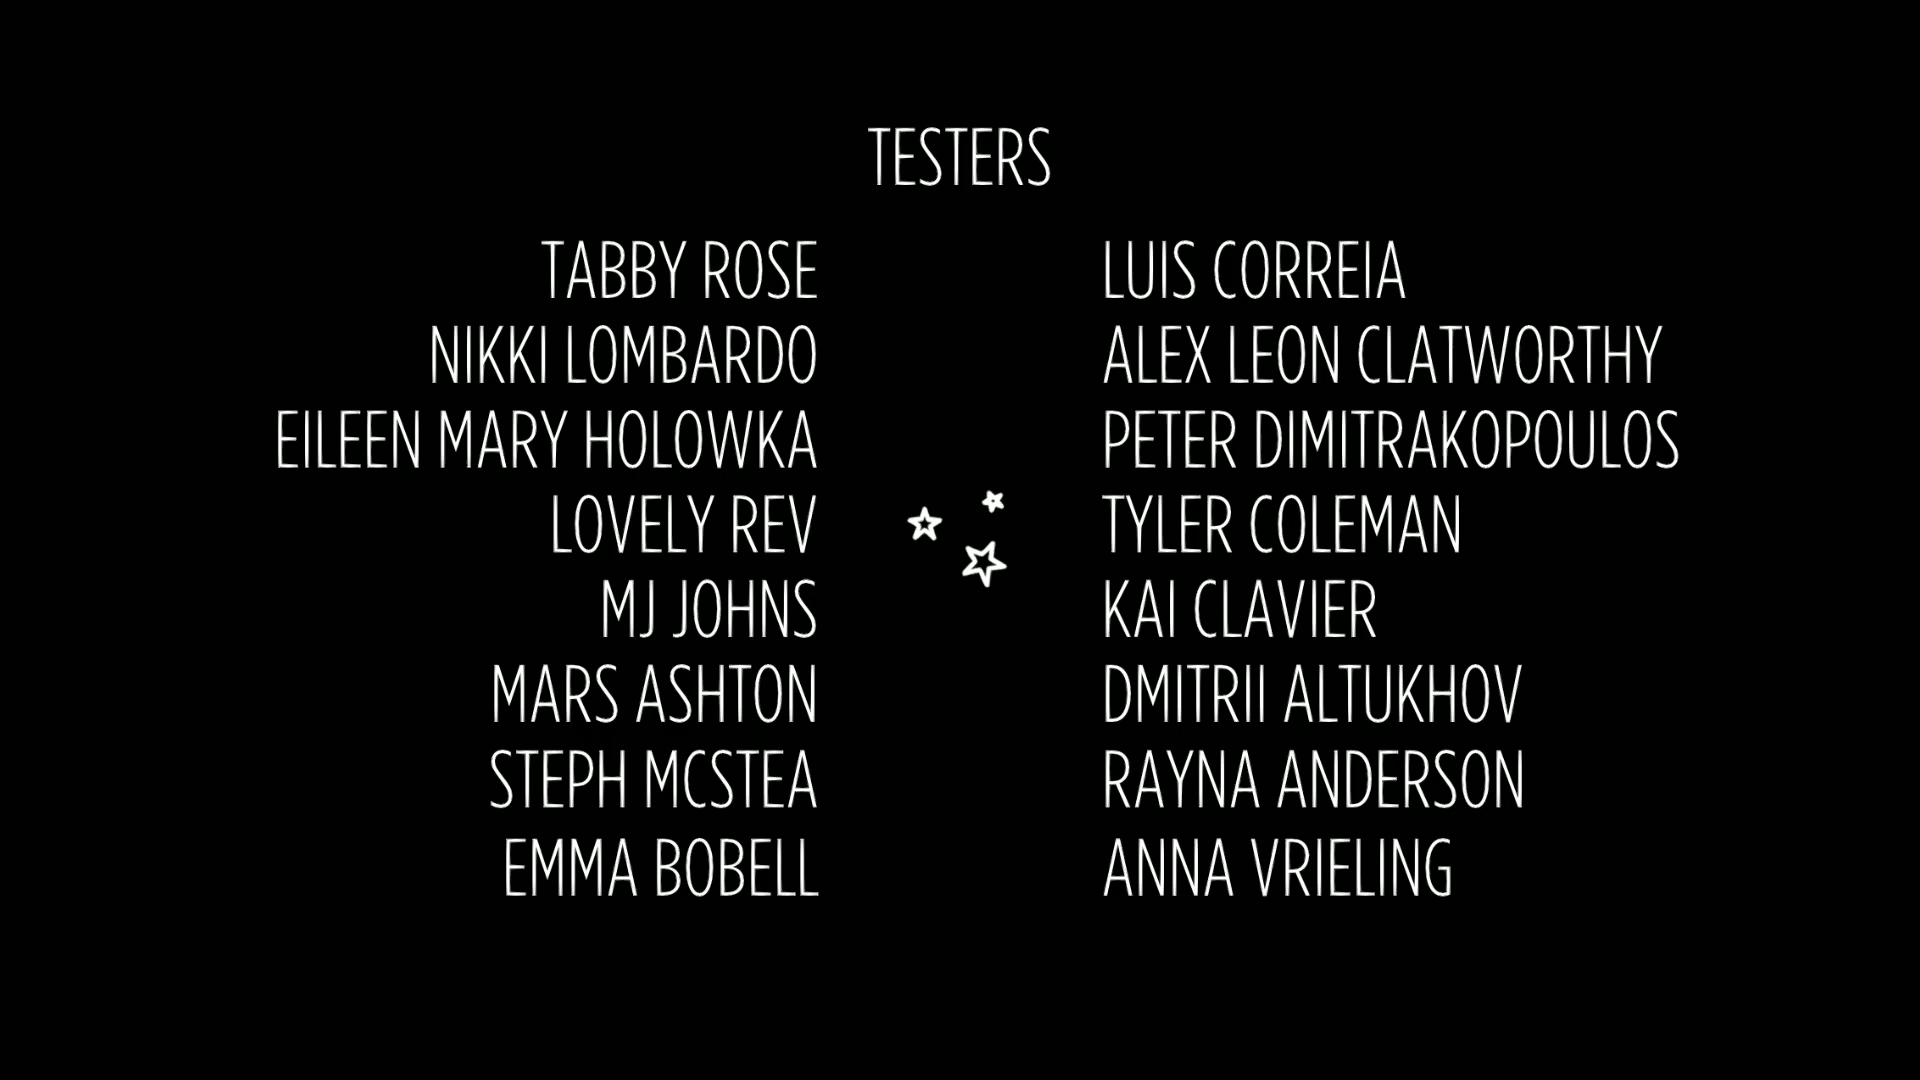 TESTERS
TABBY ROSE
NIKKI LOMBARDO
EILEEN MARY HOLOWKA
LOVELY REV
MJ JOHNS
MARS ASHTON
STEPH MCSTEA
EMMA BOBELL
LUIS CORREIA
ALEX LEON CLATWORTHY
PETER DIMITRAKOPOULOS
TYLER COLEMAN
KAI CLAVIER
DMITRII ALTUKHOV
RAYNA ANDERSON
ANNA VRIELING